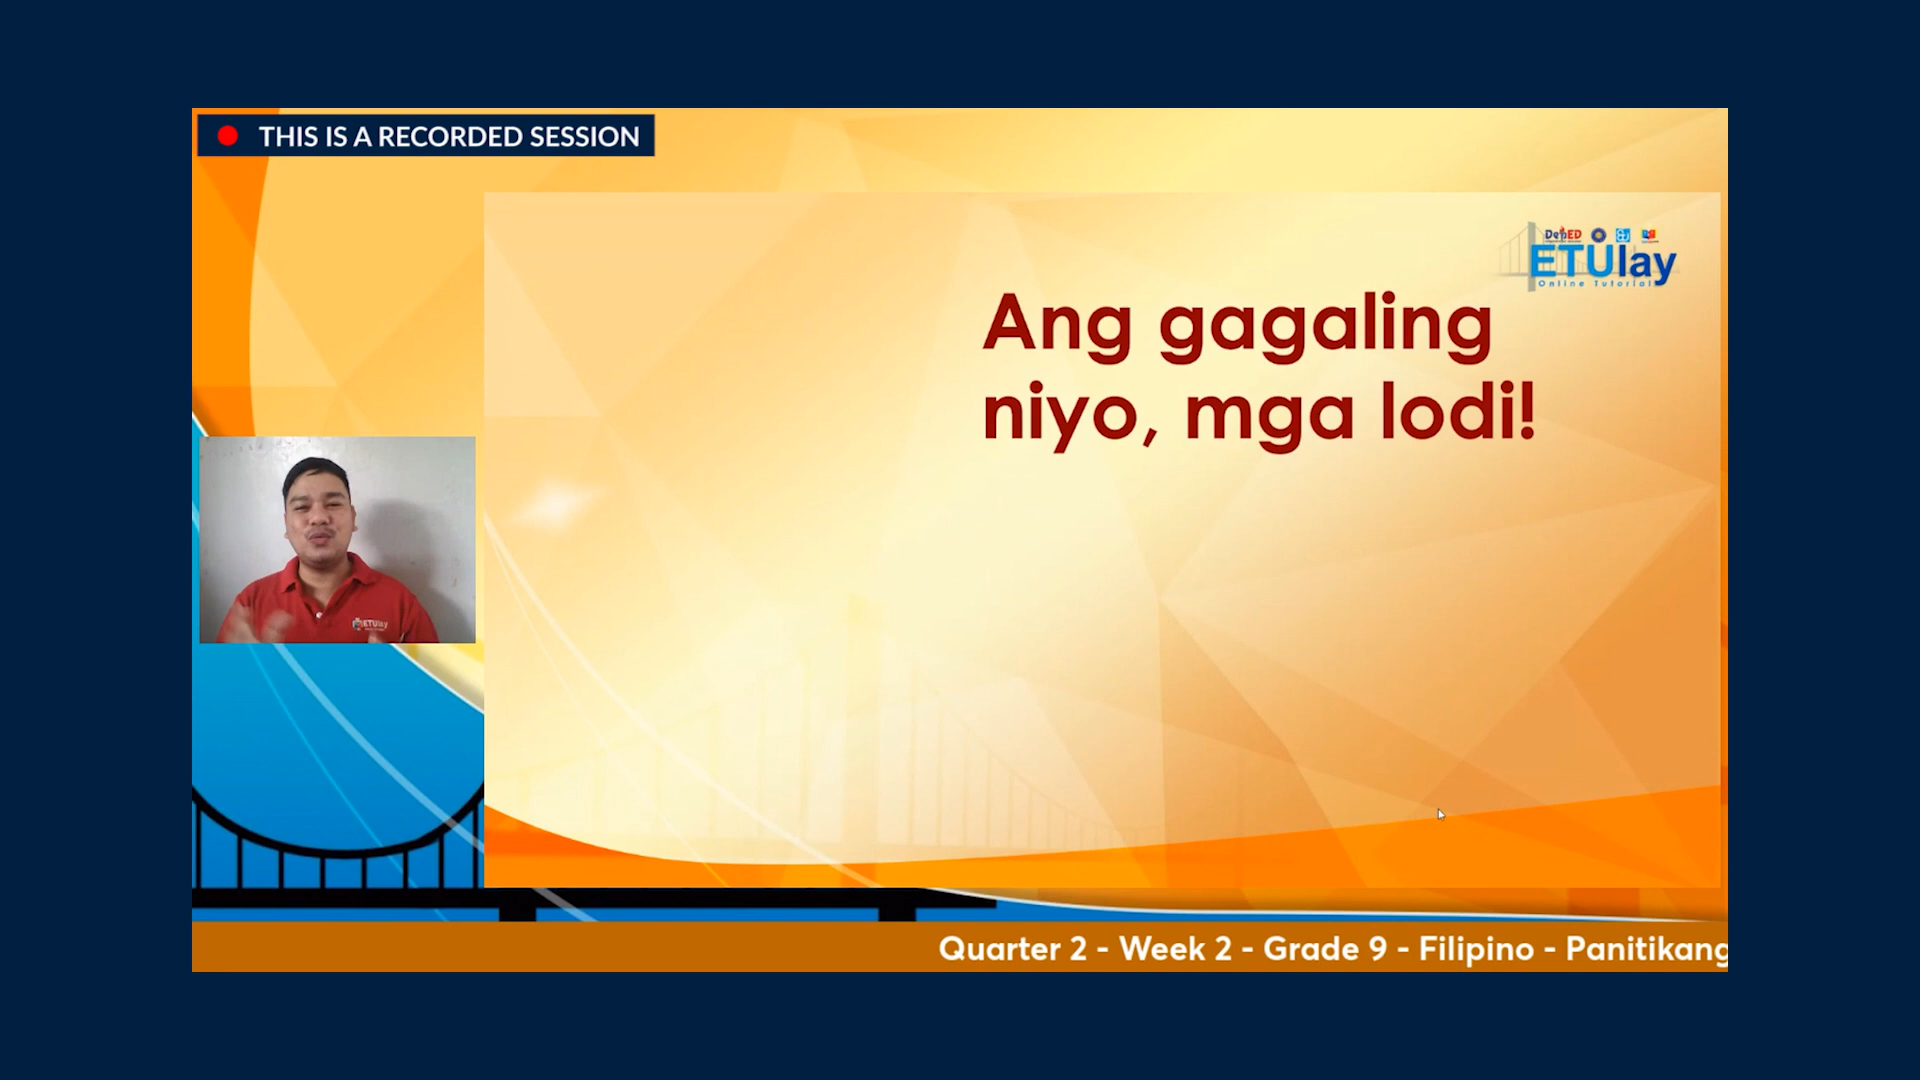 THIS IS A RECORDED SESSION
DepED
ETUlay
Online Tutorial
Ang gagaling
niyo, mga lodi!
ETUlay
Quarter 2 - Week 2 - Grade 9 - Filipino - Panitikang